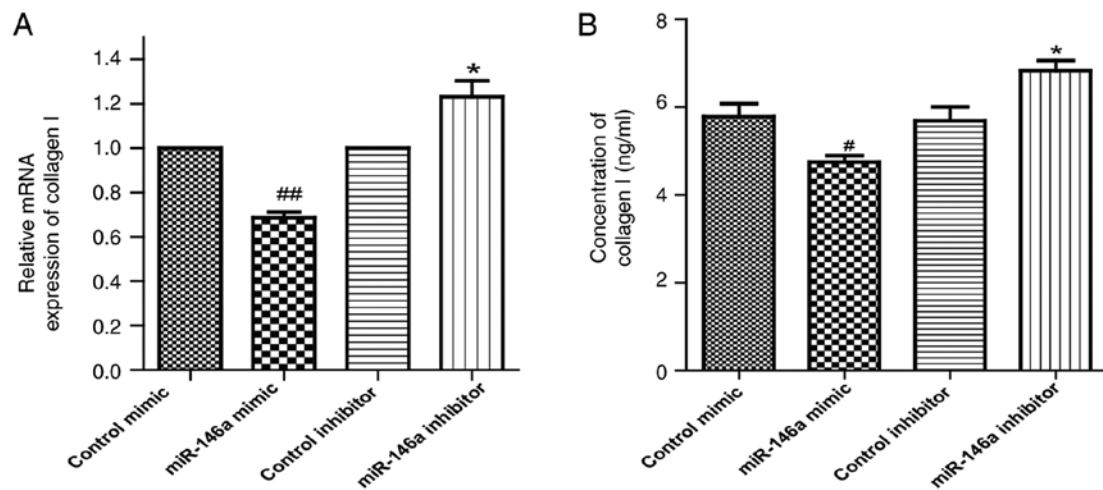 A
Relative mRNA
expression of collagen I
1.4
1.2
1.0
0.8
0.6
0.4
0.2
0.0
##
*
Control mimic
miR-146a mimic
Control inhibitor
miR-146a inhibitor
B
Concentration of
collagen I (ng/ml)
8
6
4
2
0
#
*
Control mimic
miR-146a mimic
Control inhibitor
miR-146a inhibitor